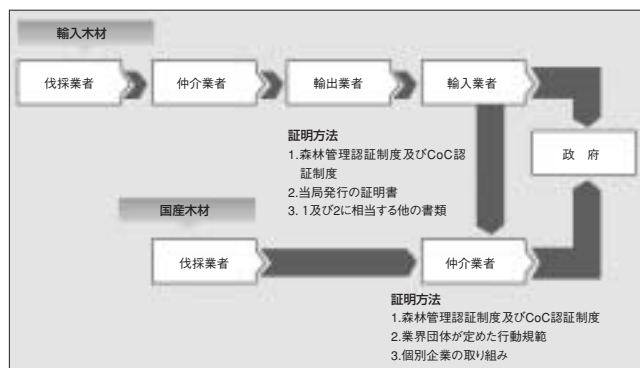 輸入木材
伐採業者
仲介業者
輸出業者
輸入業者
政 府
証明方法
1.森林管理認証制度及びCoC認
証制度
2.当局発行の証明書
3. 1及び2に相当する他の書類
国産木材
伐採業者
仲介業者
証明方法
1.森林管理認証制度及びCoC認証制度
2.業界団体が定めた行動規範
3.個別企業の取り組み